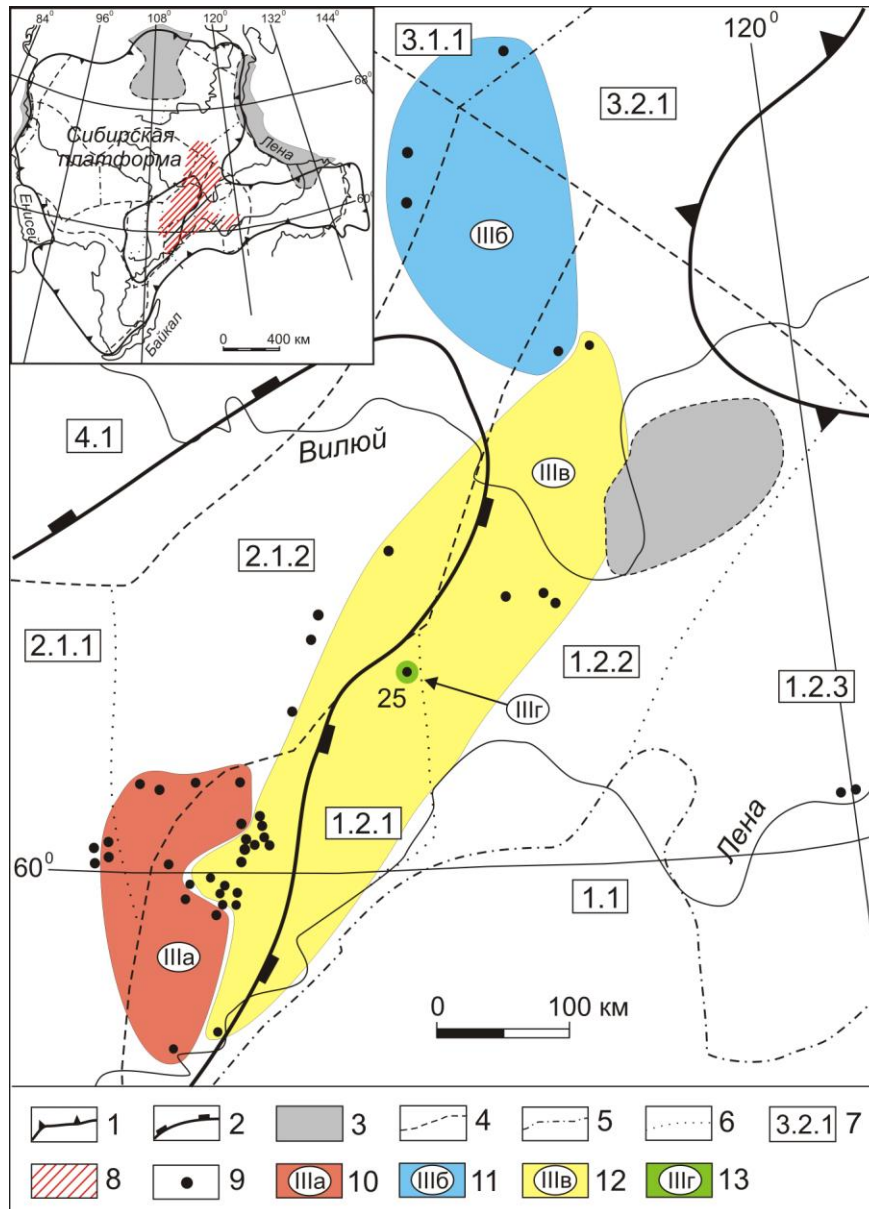 84⁰ 96⁰ 108⁰ 120⁰ 132⁰ 144⁰
68⁰
Сибирская
платформа
Лена
Енисей
60⁰
Байкал
0 400 км
3.1.1
120⁰
3.2.1
IIIб
4.1
Вилюй
IIIв
2.1.2
2.1.1
1.2.2
25
IIIг
1.2.3
1.2.1
Лена
60⁰
1.1
IIIа
0 100 км
1 2 3 4 5 6 3.2.1 7
8 9 IIIа 10 IIIб 11 IIIв 12 IIIг 13